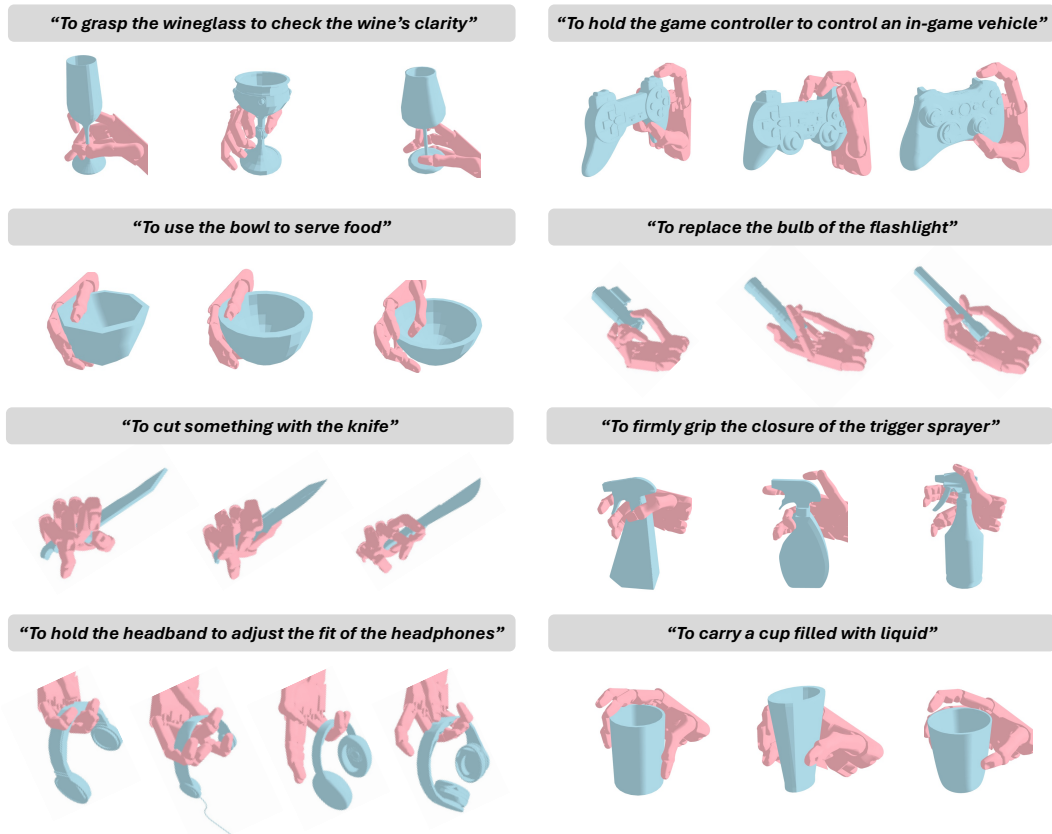 “To grasp the wineglass to check the wine’s clarity”
“To hold the game controller to control an in-game vehicle”
“To use the bowl to serve food”
“To replace the bulb of the flashlight”
“To cut something with the knife”
“To firmly grip the closure of the trigger sprayer”
“To hold the headband to adjust the fit of the headphones”
“To carry a cup filled with liquid”